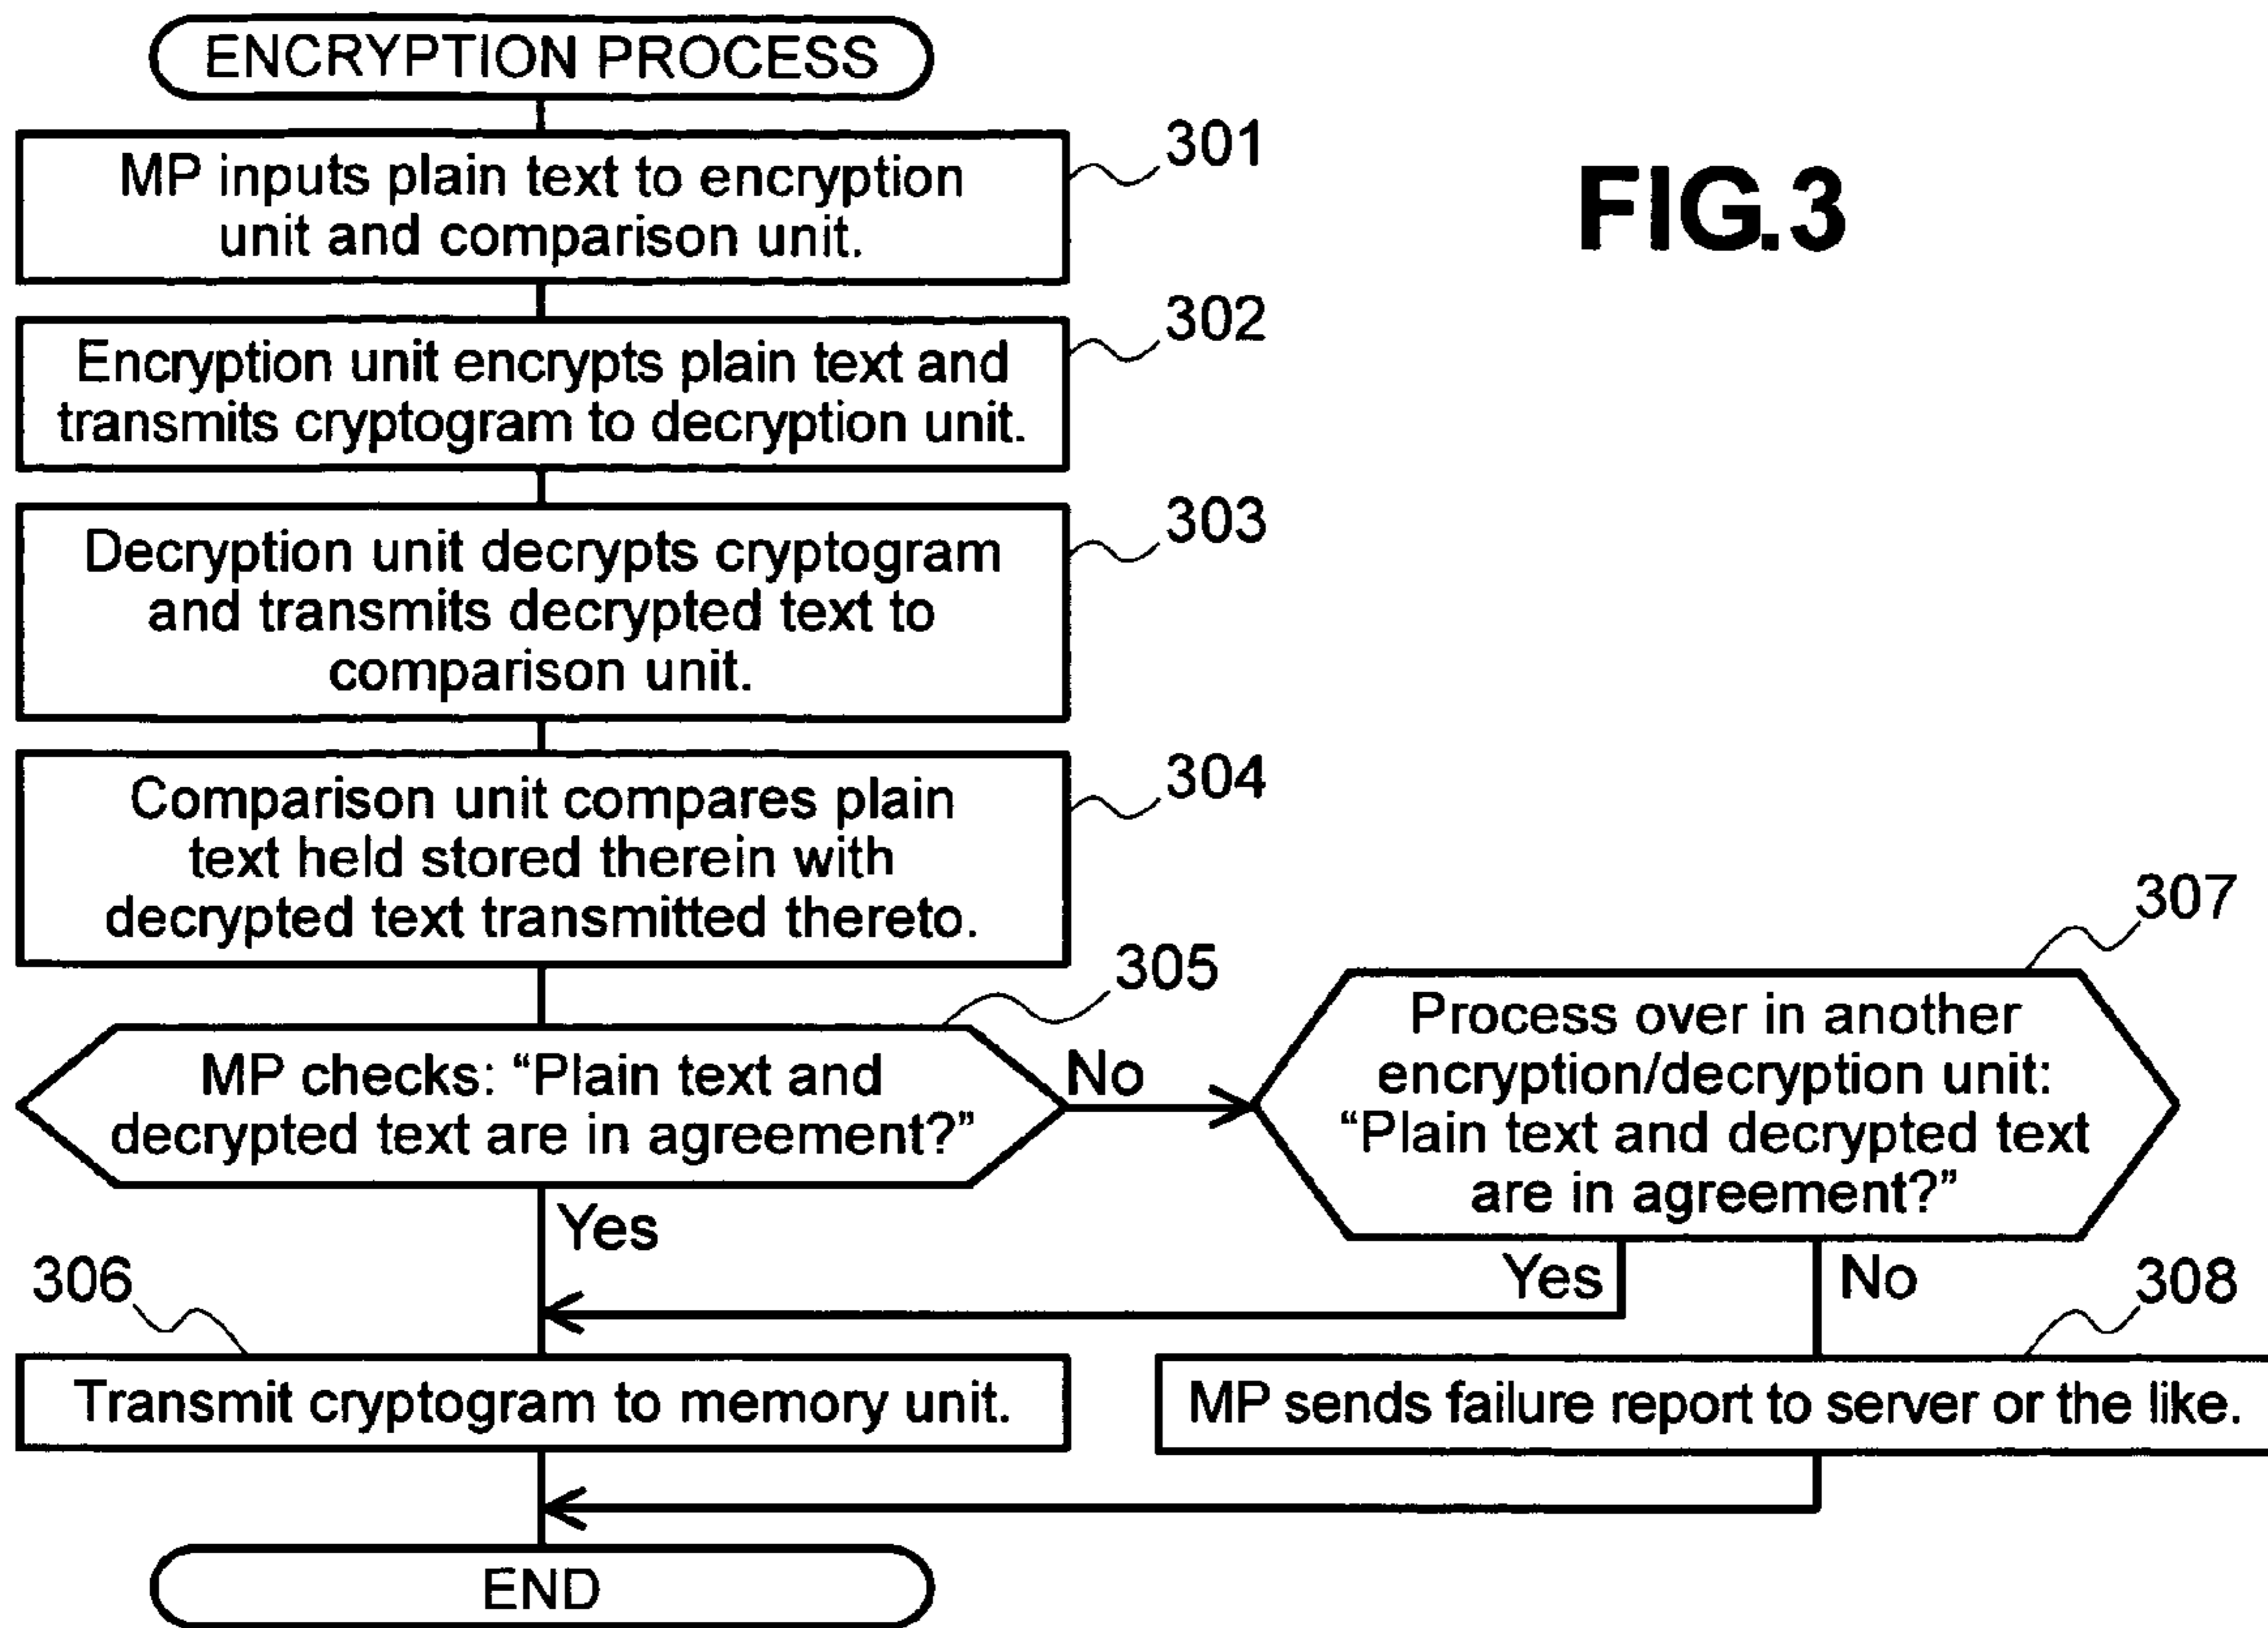 ENCRYPTION PROCESS
FIG.3
301
MP inputs plain text to encryption
unit and comparison unit.
302
Encryption unit encrypts plain text and
transmits cryptogram to decryption unit.
303
Decryption unit decrypts cryptogram
and transmits decrypted text to
comparison unit.
304
Comparison unit compares plain
text held stored therein with
decrypted text transmitted thereto.
305
MP checks: “Plain text and
decrypted text are in agreement?”
No
Yes
307
Process over in another
encryption/decryption unit:
“Plain text and decrypted text
are in agreement?”
Yes
No
306
Transmit cryptogram to memory unit.
308
MP sends failure report to server or the like.
END